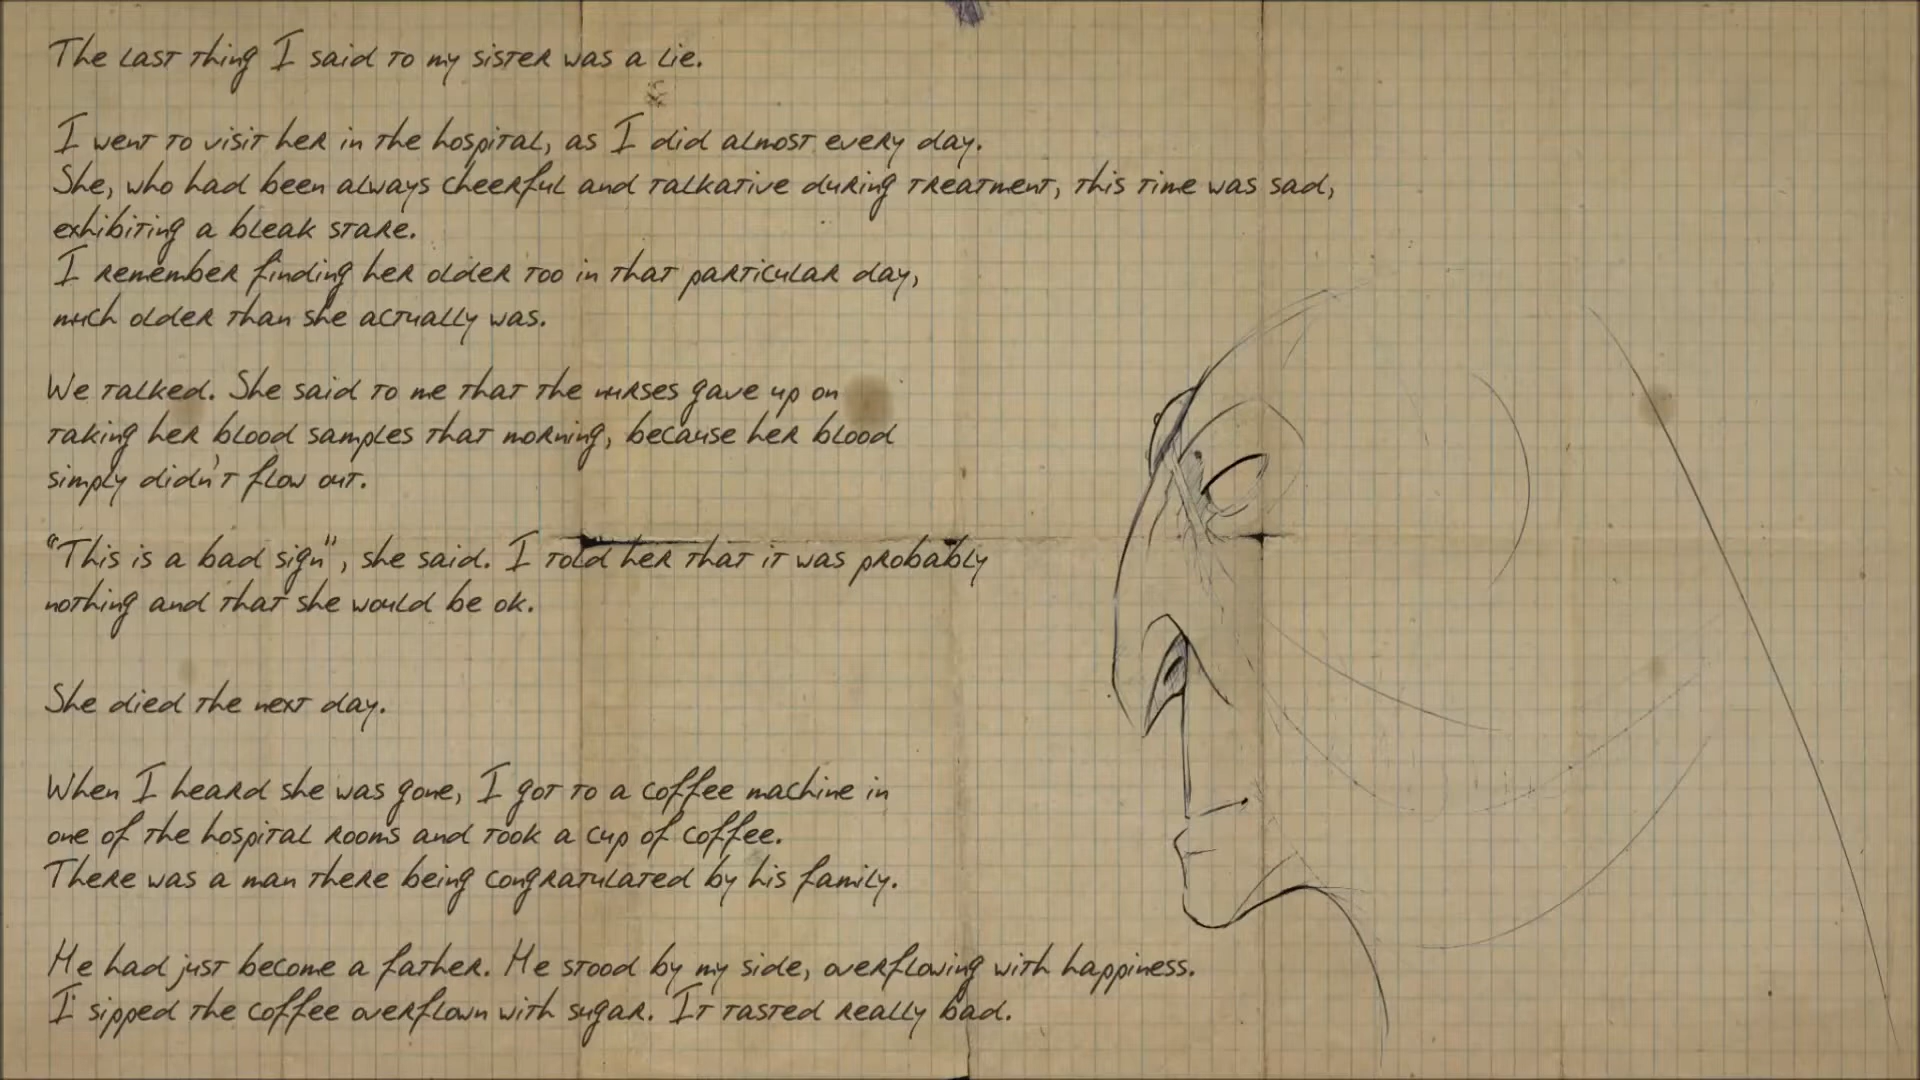 The last thing I said to my sister was a lie.
I went to visit her in the hospital, as I did almost every day.
She, who had been always cheerful and talkative during treatment, this time was sad,
exhibiting a bleak stare.
I remember finding her older too in that particular day,
much older than she actually was.
We talked. She said to me that the nurses gave up on
taking her blood samples that morning, because her blood
simply didn't flow out.
"This is a bad sign", she said. I told her that it was probably
nothing and that she would be ok.
She died the next day.
When I heard she was gone, I got to a coffee machine in
one of the hospital rooms and took a cup of coffee.
There was a man there being congratulated by his family.
He had just become a father. He stood by my side, overflowing with happiness.
I sipped the coffee overflown with sugar. It tasted really bad.